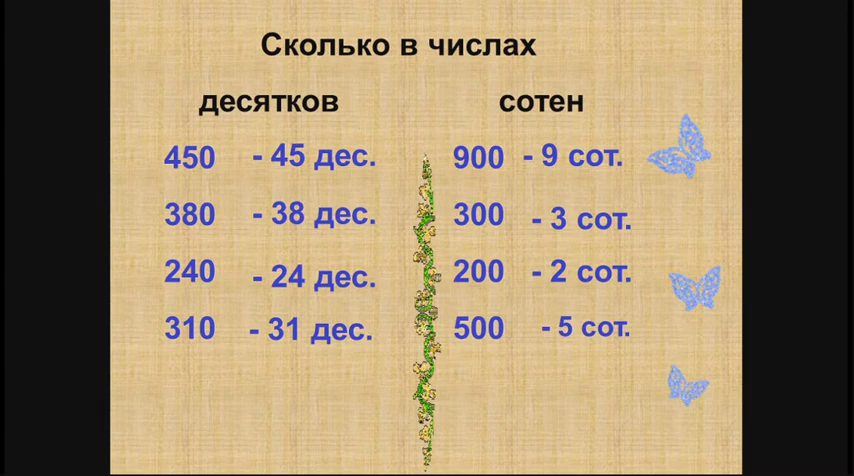 Сколько в числах
десятков сотен
450 - 45 дес. 900 - 9 сот.
380 - 38 дес. 300 - 3 сот.
240 - 24 дес. 200 - 2 сот.
310 - 31 дес. 500 - 5 сот.